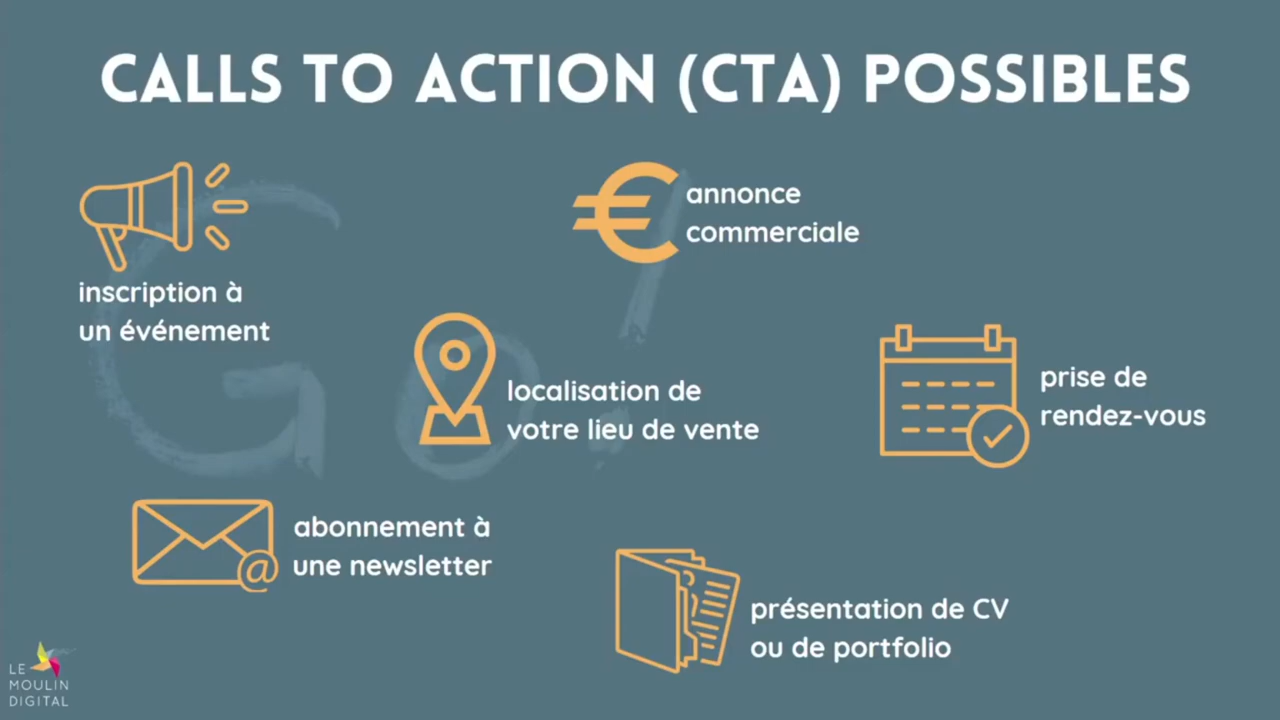 CALLS TO ACTION (CTA) POSSIBLES
annonce
commerciale
inscription à
un événement
localisation de
votre lieu de vente
prise de
rendez-vous
abonnement à
une newsletter
présentation de CV
ou de portfolio
Go!
@
€
LE
MOULIN
DIGITAL